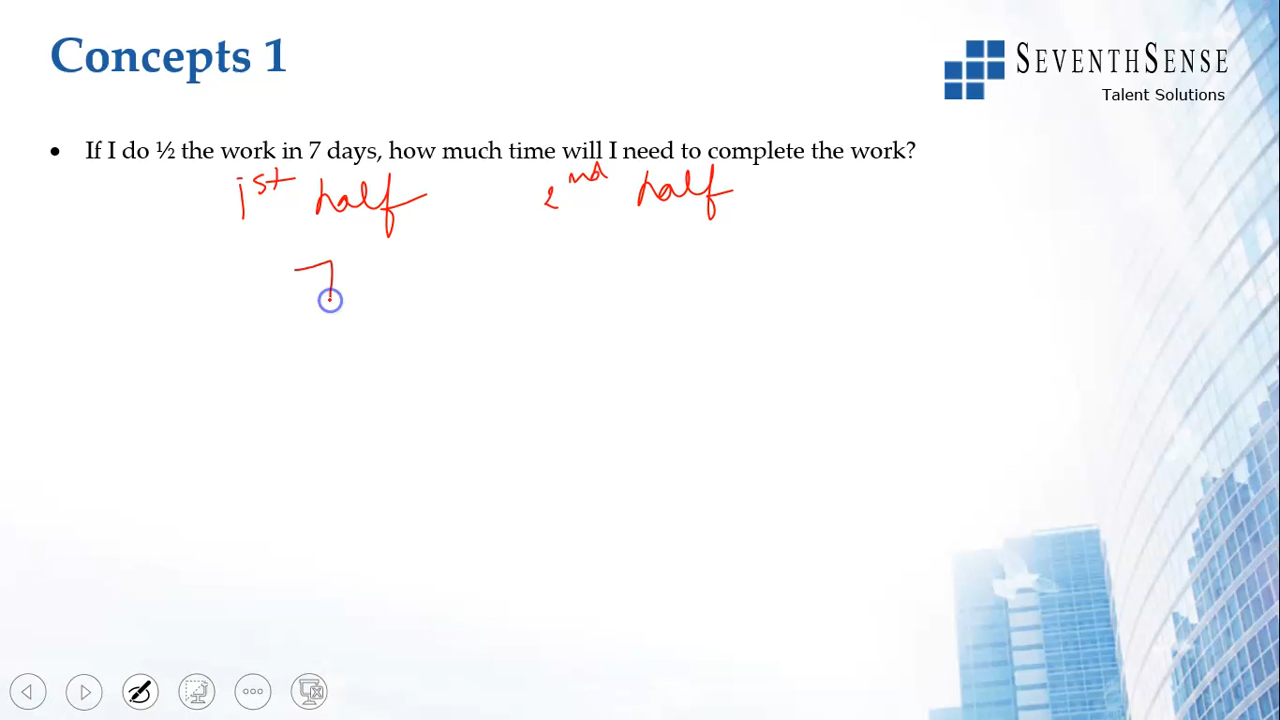 Concepts 1
SEVENTHSENSE
Talent Solutions
• If I do ½ the work in 7 days, how much time will I need to complete the work?
1st half 2nd half
7